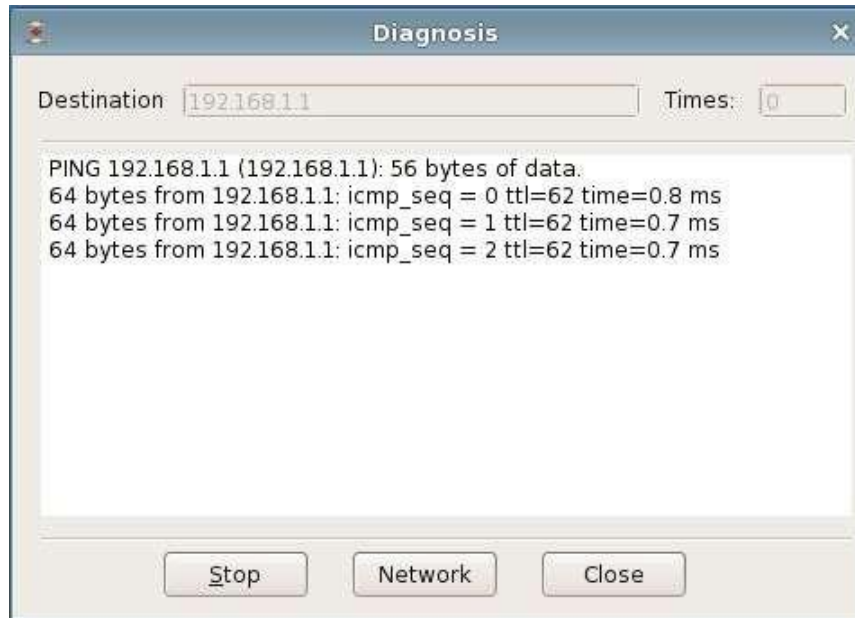 Diagnosis
Destination 192.168.1.1 Times: 0
PING 192.168.1.1 (192.168.1.1): 56 bytes of data.
64 bytes from 192.168.1.1: icmp_seq = 0 ttl=62 time=0.8 ms
64 bytes from 192.168.1.1: icmp_seq = 1 ttl=62 time=0.7 ms
64 bytes from 192.168.1.1: icmp_seq = 2 ttl=62 time=0.7 ms
Stop Network Close